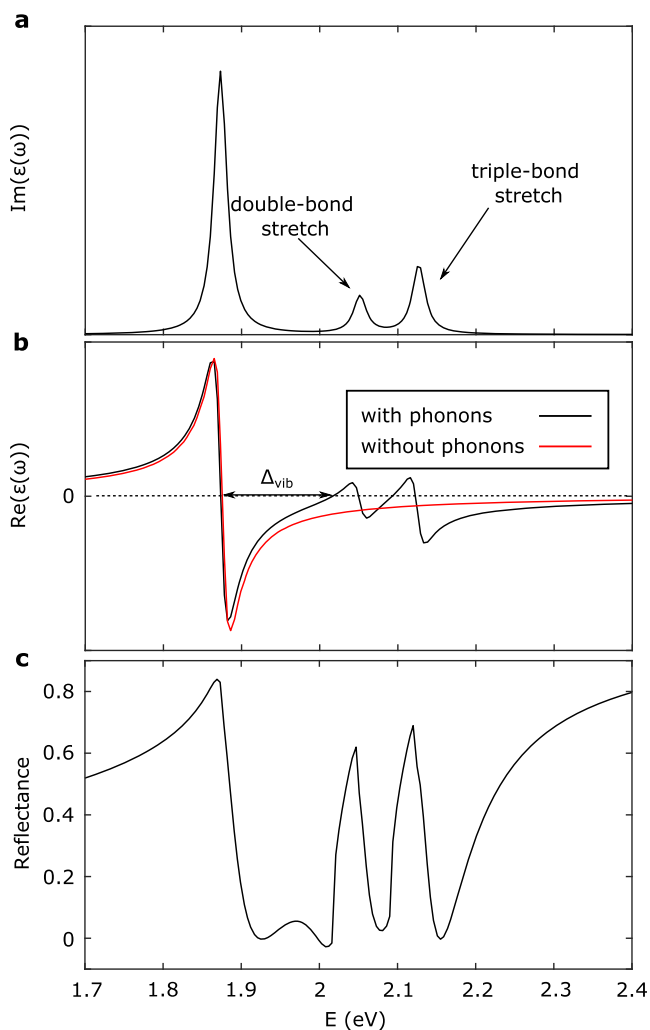 a
Im(ε(ω))
double-bond
stretch
triple-bond
stretch
b
Re(ε(ω))
0
Δvib
with phonons
without phonons
c
Reflectance
0.8
0.6
0.4
0.2
0
1.7 1.8 1.9 2 2.1 2.2 2.3 2.4
E (eV)